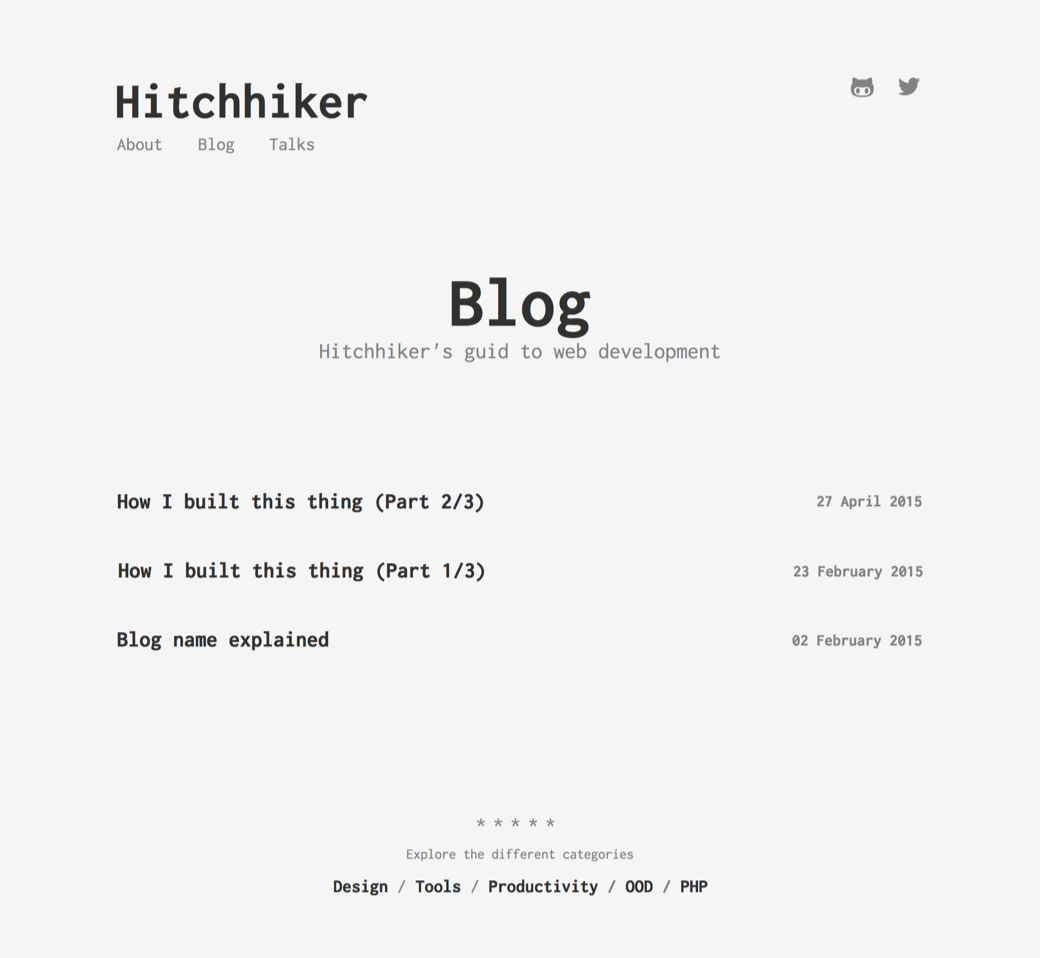 Hitchhiker
About Blog Talks
Blog
Hitchhiker's guid to web development
How I built this thing (Part 2/3) 27 April 2015
How I built this thing (Part 1/3) 23 February 2015
Blog name explained 02 February 2015
* * * * *
Explore the different categories
Design / Tools / Productivity / OOD / PHP